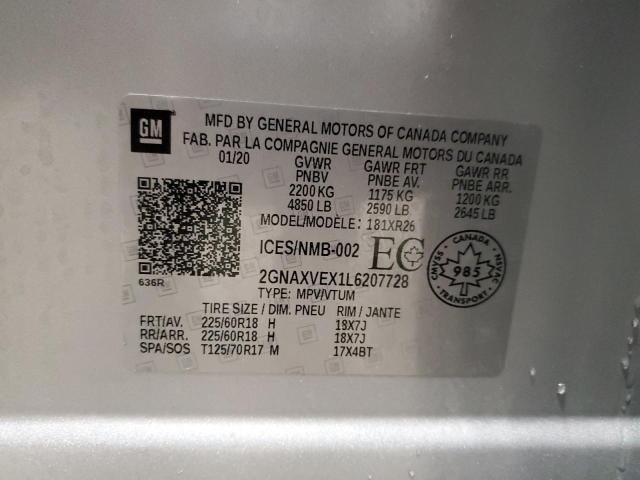 GM
MFD BY GENERAL MOTORS OF CANADA COMPANY
FAB. PAR LA COMPAGNIE GENERAL MOTORS DU CANADA
01/20 GVWR GAWR FRT GAWR RR
PNBV PNBE AV. PNBE ARR.
2200 KG 1175 KG 1200 KG
4850 LB 2590 LB 2645 LB
MODEL/MODÈLE: 181XR26
ICES/NMB-002 EC
2GNAXVEX1L6207728
TYPE: MPV/VTUM
CANADA
CMVSS 985 NSVAC
TRANSPORT
636R
TIRE SIZE / DIM. PNEU RIM / JANTE
FRT/AV. 225/60R18 H 18X7J
RR/ARR. 225/60R18 H 18X7J
SPA/SOS T125/70R17 M 17X4BT